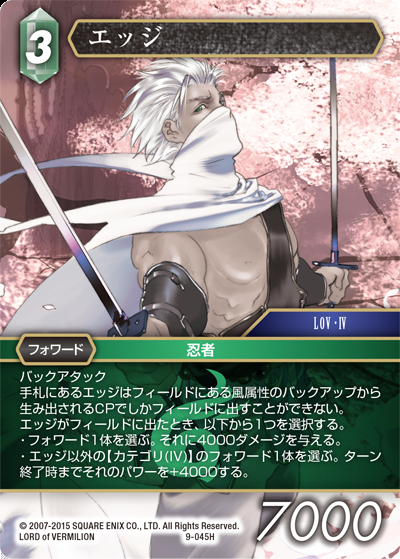 3
エッジ
LOV・Ⅳ
フォワード
忍者
バックアタック
手札にあるエッジはフィールドにある風属性のバックアップから
生み出されるCPでしかフィールドに出すことができない。
エッジがフィールドに出たとき、以下から1つを選択する。
・フォワード1体を選ぶ。それに4000ダメージを与える。
・エッジ以外の【カテゴリ(Ⅳ)】のフォワード1体を選ぶ。ターン
終了時までそれのパワーを+4000する。
© 2007-2015 SQUARE ENIX CO., LTD. All Rights Reserved.
LORD of VERMILION
9-045H
7000